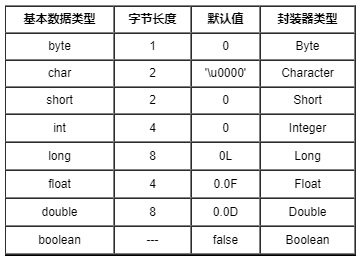 基本数据类型 字节长度 默认值 封装器类型
byte 1 0 Byte
char 2 '\u0000' Character
short 2 0 Short
int 4 0 Integer
long 8 0L Long
float 4 0.0F Float
double 8 0.0D Double
boolean --- false Boolean